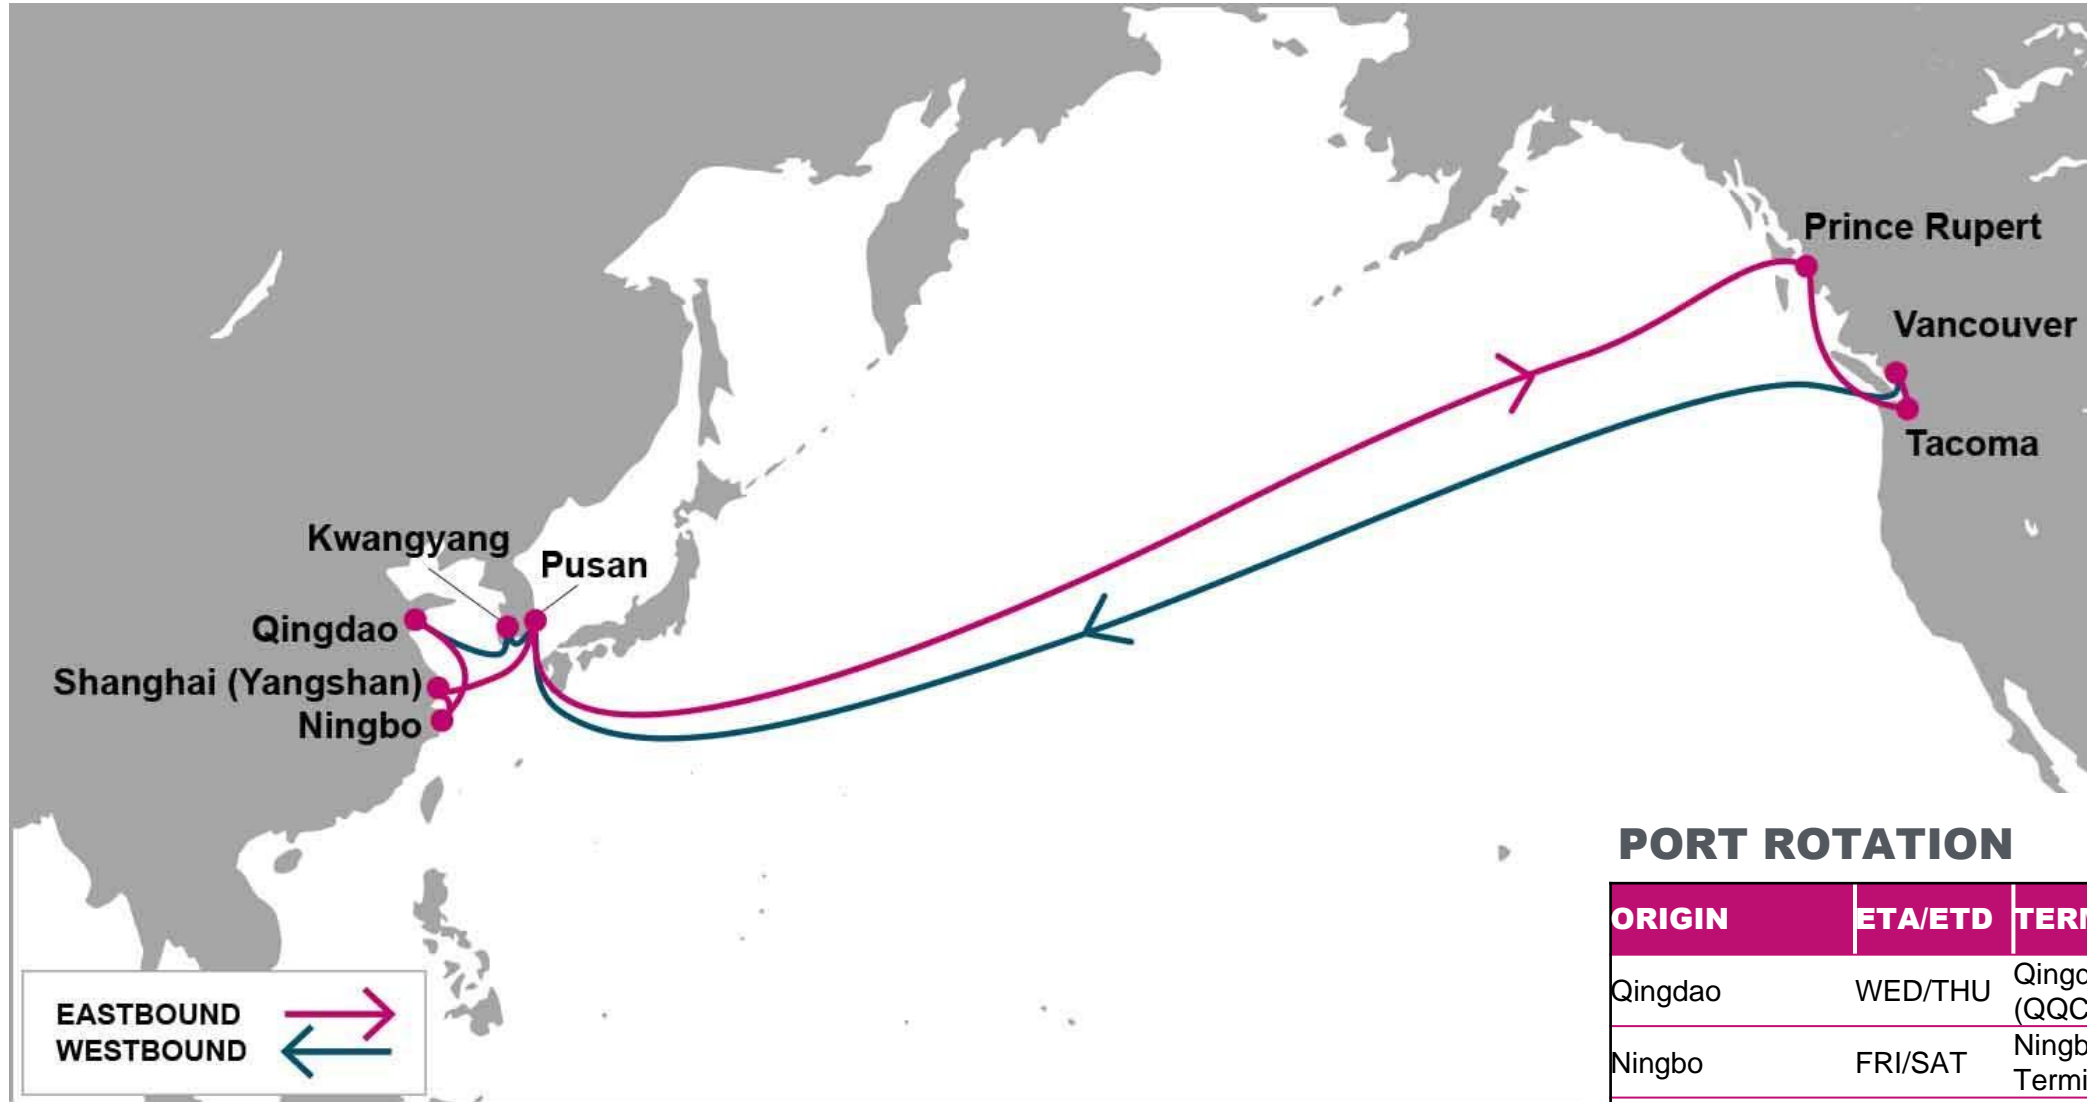 Prince Rupert
Vancouver
Tacoma
Kwangyang
Pusan
Qingdao
Shanghai (Yangshan)
Ningbo
EASTBOUND
WESTBOUND
PORT ROTATION
ORIGIN ETA/ETD
Qingdao WED/THU
(QQC
Ningbo FRI/SAT